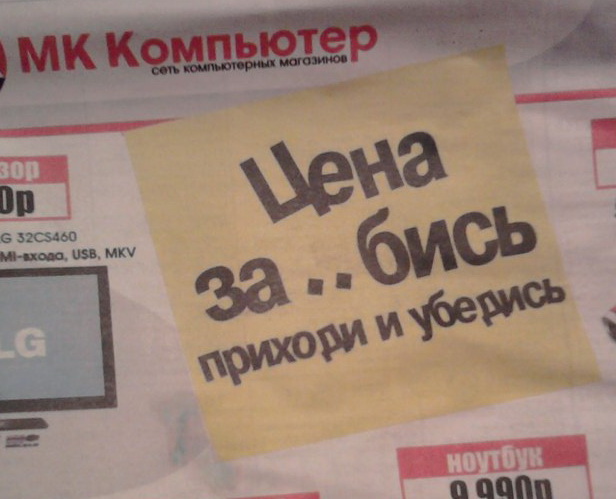 МК Компьютер
сеть компьютерных магазинов
Цена
за..бись
приходи и убедись
зор
0р
G 32CS460
MI-входа, USB, MKV
LG
ноутбук
9 990р